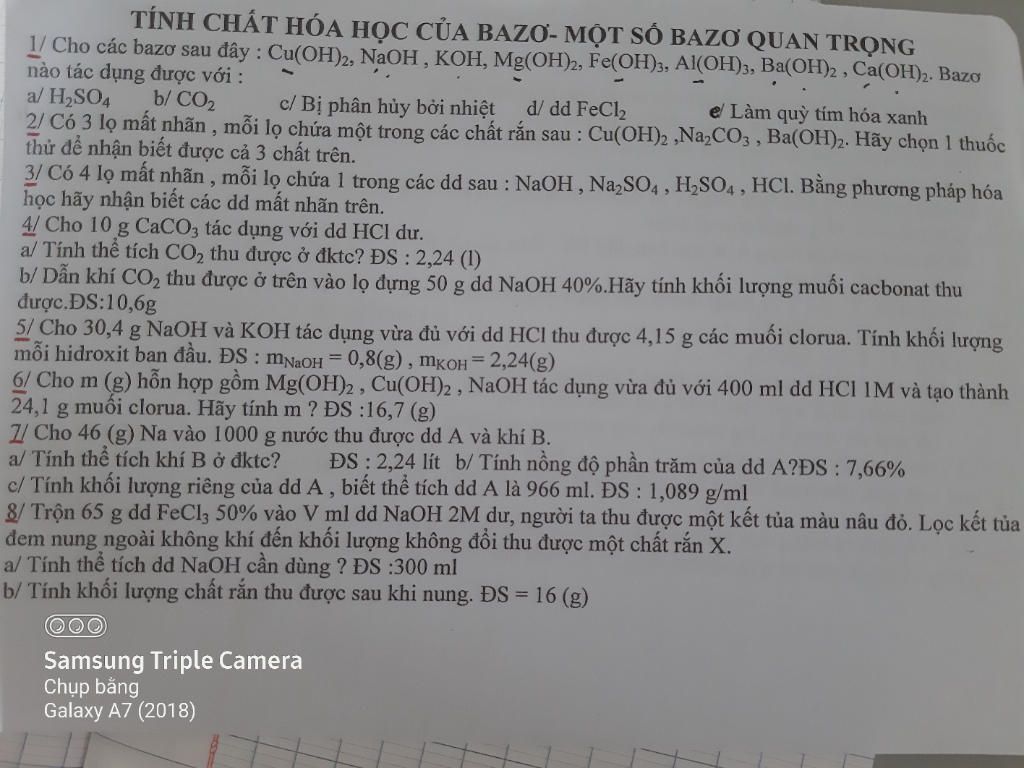 TÍNH CHẤT HÓA HỌC CỦA BAZƠ- MỘT SỐ BAZƠ QUAN TRỌNG
1/ Cho các bazơ sau đây : Cu(OH)₂, NaOH , KOH, Mg(OH)₂, Fe(OH)₃, Al(OH)₃, Ba(OH)₂ , Ca(OH)₂. Bazơ
nào tác dụng được với :
a/ H₂SO₄ b/ CO₂ c/ Bị phân hủy bởi nhiệt d/ dd FeCl₂ e/ Làm quỳ tím hóa xanh
2/ Có 3 lọ mất nhãn , mỗi lọ chứa một trong các chất rắn sau : Cu(OH)₂ ,Na₂CO₃ , Ba(OH)₂. Hãy chọn 1 thuốc
thử để nhận biết được cả 3 chất trên.
3/ Có 4 lọ mất nhãn , mỗi lọ chứa 1 trong các dd sau : NaOH , Na₂SO₄ , H₂SO₄ , HCl. Bằng phương pháp hóa
học hãy nhận biết các dd mất nhãn trên.
4/ Cho 10 g CaCO₃ tác dụng với dd HCl dư.
a/ Tính thể tích CO₂ thu được ở đktc? ĐS : 2,24 (l)
b/ Dẫn khí CO₂ thu được ở trên vào lọ đựng 50 g dd NaOH 40%.Hãy tính khối lượng muối cacbonat thu
được.ĐS:10,6g
5/ Cho 30,4 g NaOH và KOH tác dụng vừa đủ với dd HCl thu được 4,15 g các muối clorua. Tính khối lượng
mỗi hidroxit ban đầu. ĐS : mNaOH = 0,8(g) , mKOH = 2,24(g)
6/ Cho m (g) hỗn hợp gồm Mg(OH)₂ , Cu(OH)₂ , NaOH tác dụng vừa đủ với 400 ml dd HCl 1M và tạo thành
24,1 g muối clorua. Hãy tính m ? ĐS :16,7 (g)
7/ Cho 46 (g) Na vào 1000 g nước thu được dd A và khí B.
a/ Tính thể tích khí B ở đktc? ĐS : 2,24 lít b/ Tính nồng độ phần trăm của dd A?ĐS : 7,66%
c/ Tính khối lượng riêng của dd A , biết thể tích dd A là 966 ml. ĐS : 1,089 g/ml
8/ Trộn 65 g dd FeCl₃ 50% vào V ml dd NaOH 2M dư, người ta thu được một kết tủa màu nâu đỏ. Lọc kết tủa
đem nung ngoài không khí đến khối lượng không đổi thu được một chất rắn X.
a/ Tính thể tích dd NaOH cần dùng ? ĐS :300 ml
b/ Tính khối lượng chất rắn thu được sau khi nung. ĐS = 16 (g)
Samsung Triple Camera
Chụp bằng
Galaxy A7 (2018)